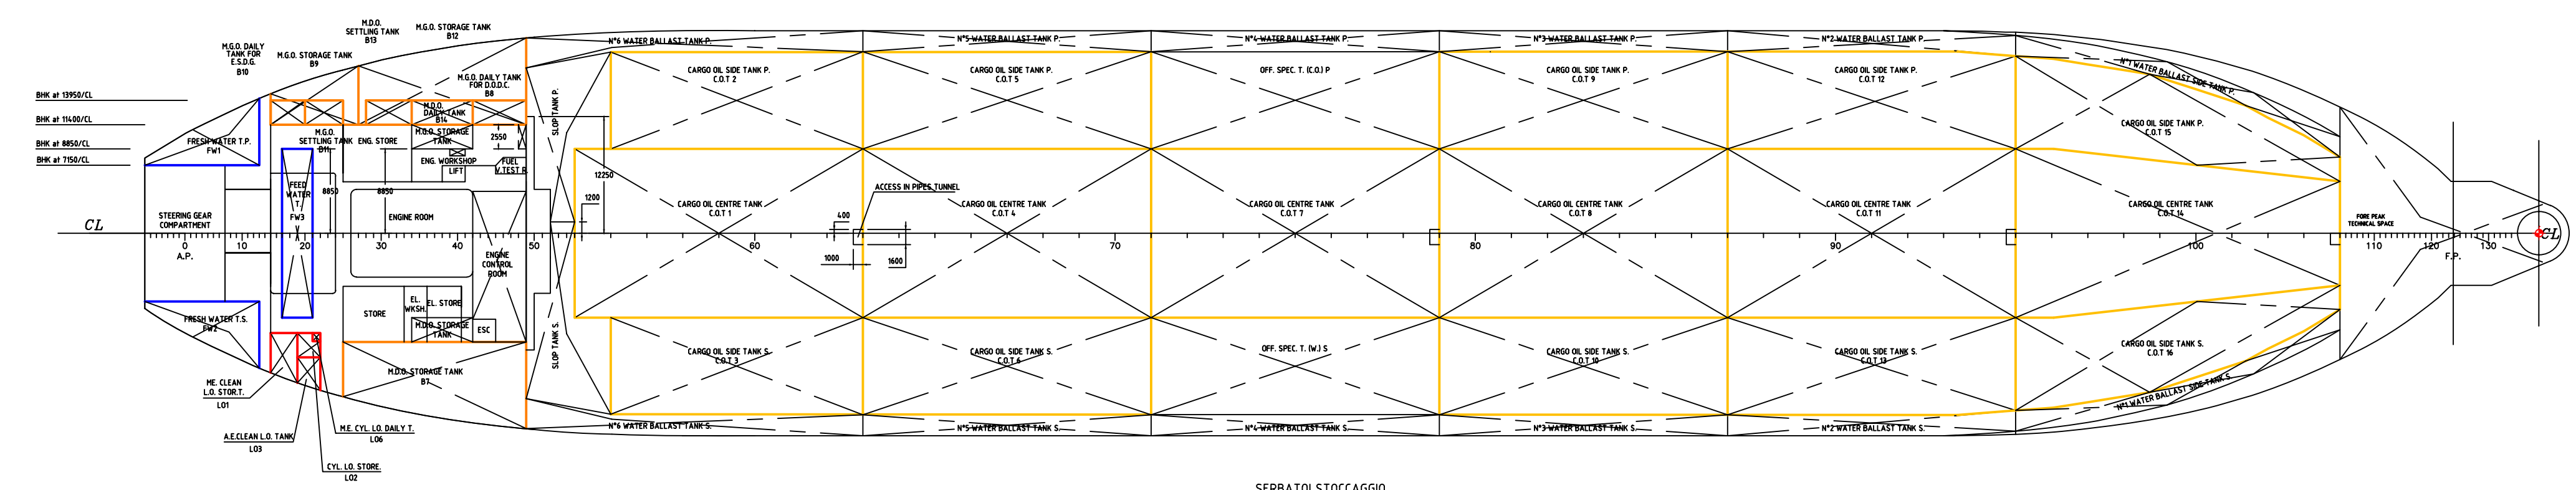 M.D.O.
SETTLING TANK
B13
M.G.O. STORAGE TANK
B12
M.G.O. DAILY
TANK FOR
E.S.D.G.
B10
M.G.O. STORAGE TANK
B9
M.G.O. DAILY TANK
FOR D.O.D.C.
B8
BHK at 13950/CL
BHK at 11400/CL
BHK at 8850/CL
BHK at 7150/CL
N°6 WATER BALLAST TANK P.
N°5 WATER BALLAST TANK P.
N°4 WATER BALLAST TANK P.
N°3 WATER BALLAST TANK P.
N°2 WATER BALLAST TANK P.
N°1 WATER BALLAST SIDE TANK P.
CARGO OIL SIDE TANK P.
C.O.T 2
CARGO OIL SIDE TANK P.
C.O.T 5
OFF. SPEC. T. (C.O.) P
CARGO OIL SIDE TANK P.
C.O.T 9
CARGO OIL SIDE TANK P.
C.O.T 12
CARGO OIL SIDE TANK P.
C.O.T 15
SLOP TANK P.
M.D.O.
DAILY TANK
B14
M.G.O. STORAGE
TANK
M.G.O.
SETTLING TANK
B11
ENG. STORE
2550
FRESH WATER T.P.
FW1
ENG. WORKSHOP
LIFT
FUEL
V.TEST R.
12250
FEED
WATER
T.
FW3
8850
8850
1200
400
ACCESS IN PIPES TUNNEL
STEERING GEAR
COMPARTMENT
ENGINE ROOM
CARGO OIL CENTRE TANK
C.O.T 1
CARGO OIL CENTRE TANK
C.O.T 4
CARGO OIL CENTRE TANK
C.O.T 7
CARGO OIL CENTRE TANK
C.O.T 8
CARGO OIL CENTRE TANK
C.O.T 11
CARGO OIL CENTRE TANK
C.O.T 14
FORE PEAK
TECHNICAL SPACE
CL
CL
0 10 20 30 40 50 60 70 80 90 100 110 120 130
A.P.
F.P.
1000
1600
ENGINE
CONTROL
ROOM
STORE
EL.
WKSH.
EL. STORE
M.D.O. STORAGE
TANK
ESC
FRESH WATER T.S.
FW2
SLOP TANK S.
CARGO OIL SIDE TANK S.
C.O.T 3
CARGO OIL SIDE TANK S.
C.O.T 6
OFF. SPEC. T. (W.) S
CARGO OIL SIDE TANK S.
C.O.T 10
CARGO OIL SIDE TANK S.
C.O.T 13
CARGO OIL SIDE TANK S.
C.O.T 16
M.D.O. STORAGE TANK
B7
ME. CLEAN
L.O. STOR.T.
LO1
N°1 WATER BALLAST SIDE TANK S.
N°6 WATER BALLAST TANK S.
N°5 WATER BALLAST TANK S.
N°4 WATER BALLAST TANK S.
N°3 WATER BALLAST TANK S.
N°2 WATER BALLAST TANK S.
M.E. CYL. LO. DAILY T.
LO6
A.E.CLEAN L.O. TANK
LO3
CYL. LO. STORE.
LO2
SERBATOI STOCCAGGIO